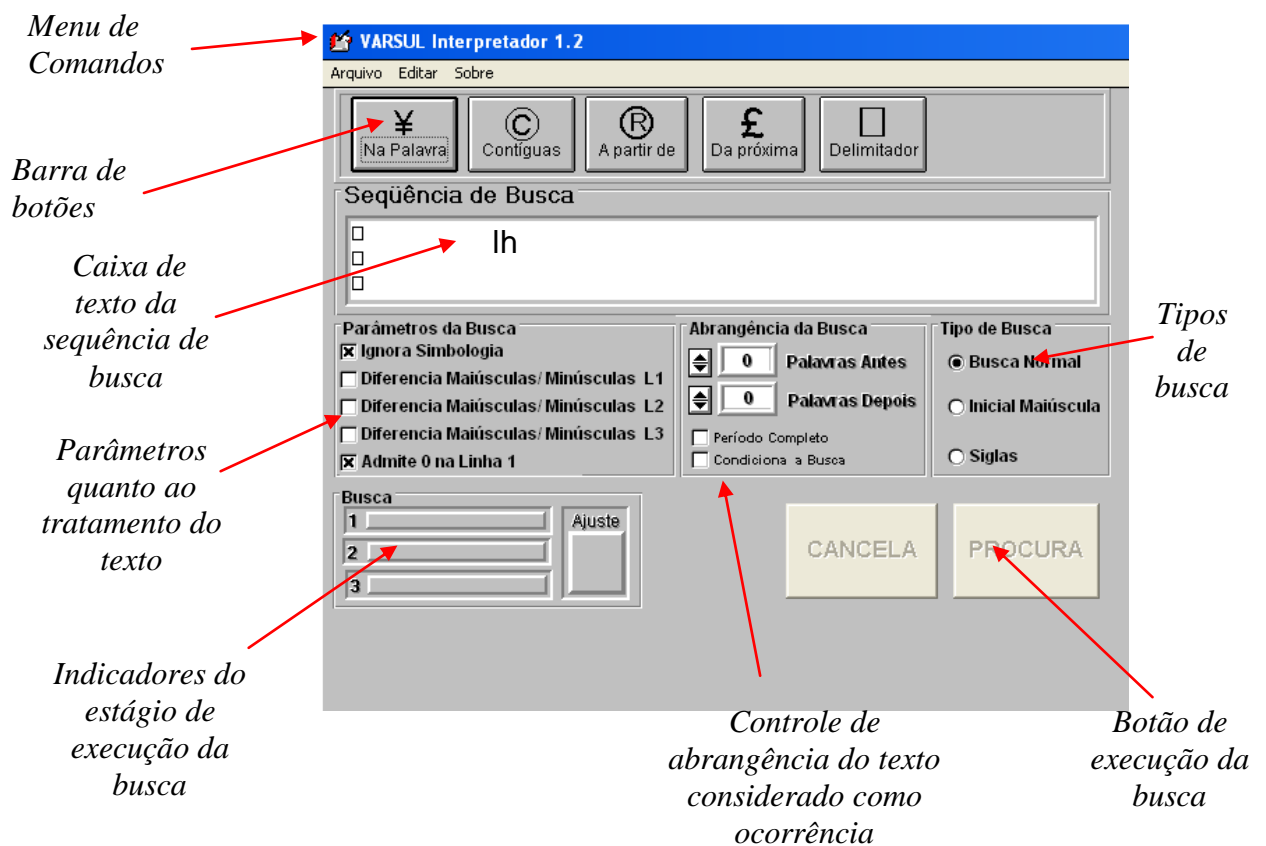 Menu de
Comandos
VARSUL Interpretador 1.2
Arquivo Editar Sobre
¥ © ® £
Na Palavra Contíguas A partir de Da próxima Delimitador
Barra de
botões
Seqüência de Busca
lh
Caixa de
texto da
sequência de
busca
Parâmetros da Busca
Ignora Simbologia
Diferencia Maiúsculas/Minúsculas L1
Diferencia Maiúsculas/Minúsculas L2
Diferencia Maiúsculas/Minúsculas L3
Admite 0 na Linha 1
Abrangência da Busca
0 Palavras Antes
0 Palavras Depois
Período Completo
Condiciona a Busca
Tipo de Busca
Busca Normal
Inicial Maiúscula
Siglas
Tipos
de
busca
Parâmetros
quanto ao
tratamento do
texto
Busca
1
2
3
Ajuste
CANCELA
PROCURA
Indicadores do
estágio de
execução da
busca
Controle de
abrangência do texto
considerado como
ocorrência
Botão de
execução da
busca